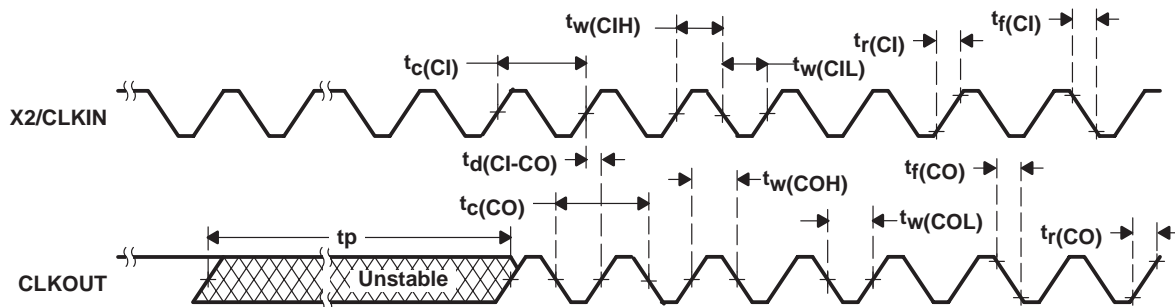 tw(CIH)
tf(CI)
tr(CI)
tc(CI)
tw(CIL)
X2/CLKIN
td(CI-CO)
tf(CO)
tw(COH)
tc(CO)
tw(COL)
tr(CO)
tp
Unstable
CLKOUT